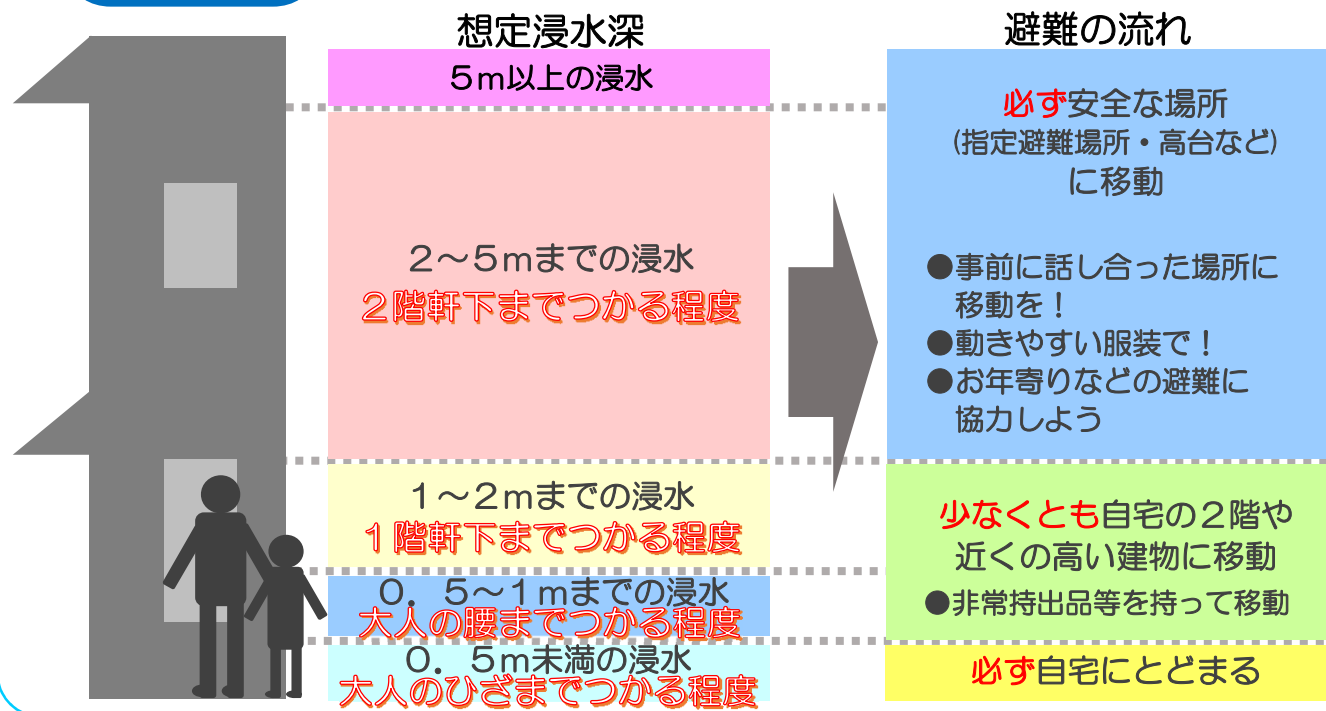 想定浸水深
5m以上の浸水
2～5mまでの浸水
2階軒下までつかる程度
1～2mまでの浸水
1階軒下までつかる程度
0．5～1mまでの浸水
大人の腰までつかる程度
0．5m未満の浸水
大人のひざまでつかる程度
避難の流れ
必ず安全な場所
(指定避難場所・高台など)
に移動
●事前に話し合った場所に
移動を！
●動きやすい服装で！
●お年寄りなどの避難に
協力しよう
少なくとも自宅の２階や
近くの高い建物に移動
●非常持出品等を持って移動
必ず自宅にとどまる